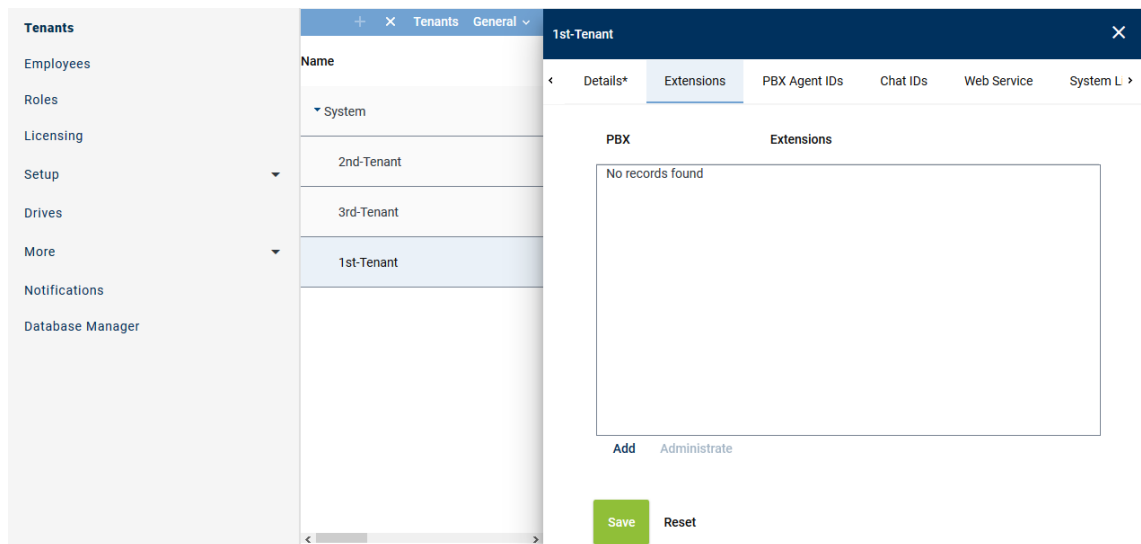 Tenants
Employees
Roles
Licensing
Setup
Drives
More
Notifications
Database Manager
Tenants General
Name
System
2nd-Tenant
3rd-Tenant
1st-Tenant
1st-Tenant
Details* Extensions PBX Agent IDs Chat IDs Web Service System L
PBX Extensions
No records found
Add Administrate
Save Reset